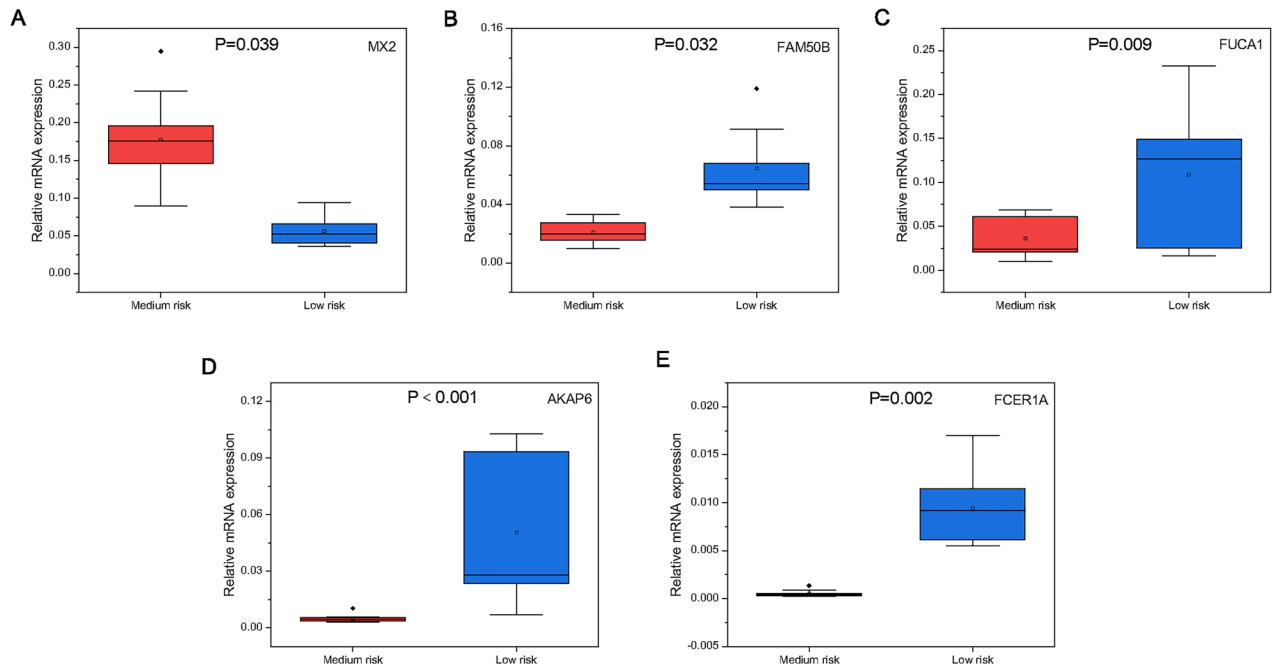 A
P=0.039
MX2
Relative mRNA expression
0.30
0.25
0.20
0.15
0.10
0.05
0.00
Medium risk
Low risk
B
P=0.032
FAM50B
Relative mRNA expression
0.16
0.12
0.08
0.04
0.00
Medium risk
Low risk
C
P=0.009
FUCA1
Relative mRNA expression
0.25
0.20
0.15
0.10
0.05
0.00
Medium risk
Low risk
D
P < 0.001
AKAP6
Relative mRNA expression
0.12
0.09
0.06
0.03
0.00
Medium risk
Low risk
E
P=0.002
FCER1A
Relative mRNA expression
0.020
0.015
0.010
0.005
0.000
-0.005
Medium risk
Low risk